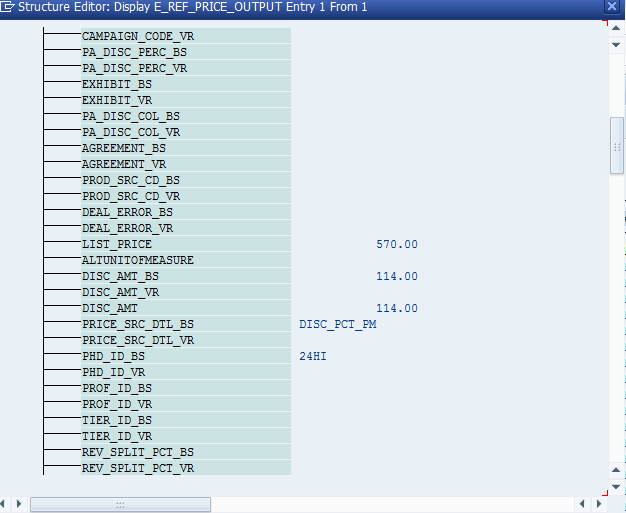 Structure Editor: Display E_REF_PRICE_OUTPUT Entry 1 From 1
CAMPAIGN_CODE_VR
PA_DISC_PERC_BS
PA_DISC_PERC_VR
EXHIBIT_BS
EXHIBIT_VR
PA_DISC_COL_BS
PA_DISC_COL_VR
AGREEMENT_BS
AGREEMENT_VR
PROD_SRC_CD_BS
PROD_SRC_CD_VR
DEAL_ERROR_BS
DEAL_ERROR_VR
LIST_PRICE 570.00
ALTUNITOFMEASURE
DISC_AMT_BS 114.00
DISC_AMT_VR
DISC_AMT 114.00
PRICE_SRC_DTL_BS DISC_PCT_PM
PRICE_SRC_DTL_VR
PHD_ID_BS 24HI
PHD_ID_VR
PROF_ID_BS
PROF_ID_VR
TIER_ID_BS
TIER_ID_VR
REV_SPLIT_PCT_BS
REV_SPLIT_PCT_VR